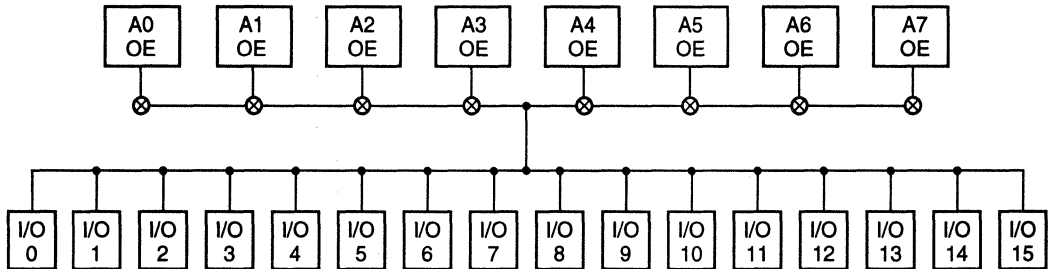 A0 OE
A1 OE
A2 OE
A3 OE
A4 OE
A5 OE
A6 OE
A7 OE
I/O 0
I/O 1
I/O 2
I/O 3
I/O 4
I/O 5
I/O 6
I/O 7
I/O 8
I/O 9
I/O 10
I/O 11
I/O 12
I/O 13
I/O 14
I/O 15